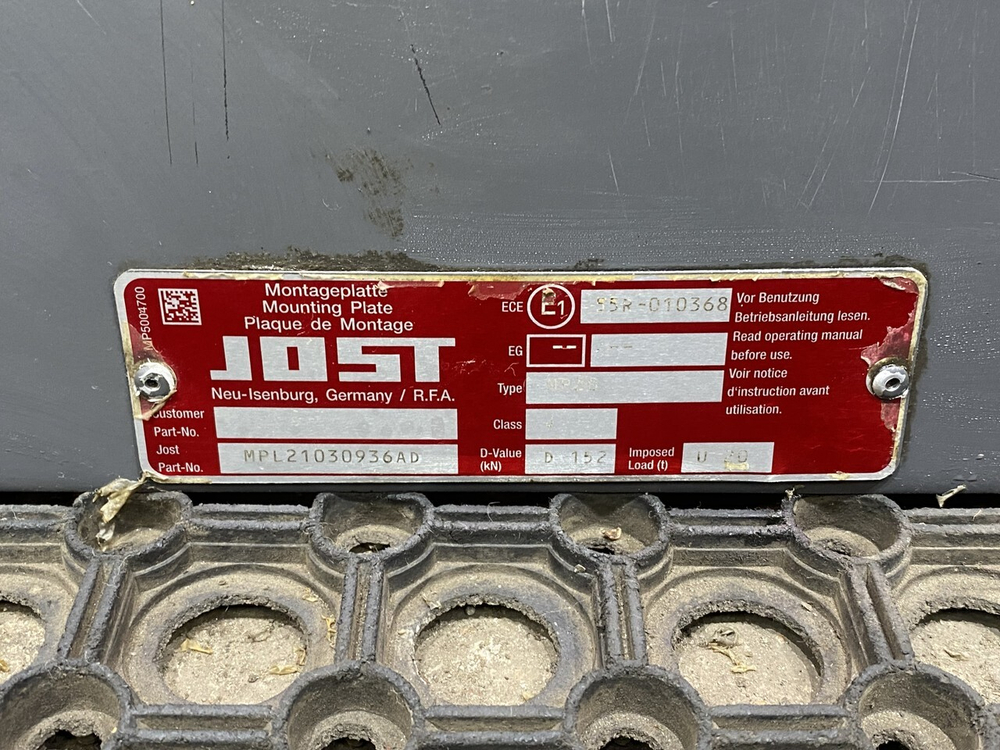 MP5004700
Montageplatte
Mounting Plate
Plaque de Montage
JOST
Neu-Isenburg, Germany / R.F.A.
Customer
Part-No.
Jost
Part-No.
MPL21030936AD
ECE
E1
55R-010368
EG
--
--
Type
Class
D-Value
(kN)
D 152
Imposed
Load (t)
Vor Benutzung
Betriebsanleitung lesen.
Read operating manual
before use.
Voir notice
d'instruction avant
utilisation.